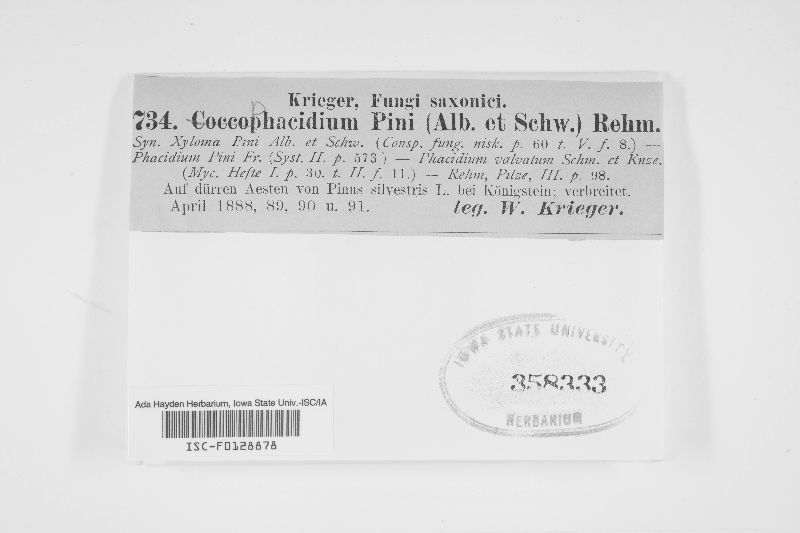 Krieger, Fungi saxonici.
734. Coccophacidium Pini (Alb. et Schw.) Rehm.
Syn. Xyloma Pini Alb. et Schw. (Consp. fung. nisk. p. 60 t. V. f. 8.) —
Phacidium Pini Fr. (Syst. II. p. 573) — Phacidium valvatum Schm. et Knze.
(Myc. Hefte I. p. 30. t. II. f. 11.) — Rehm, Pilze, III. p. 98.
Auf dürren Aesten von Pinus silvestris L. bei Königstein; verbreitet.
April 1888, 89, 90 u. 91. leg. W. Krieger.
IOWA STATE UNIVERSITY
358333
HERBARIUM
Ada Hayden Herbarium, Iowa State Univ.-ISC/IA
ISC-F0128878